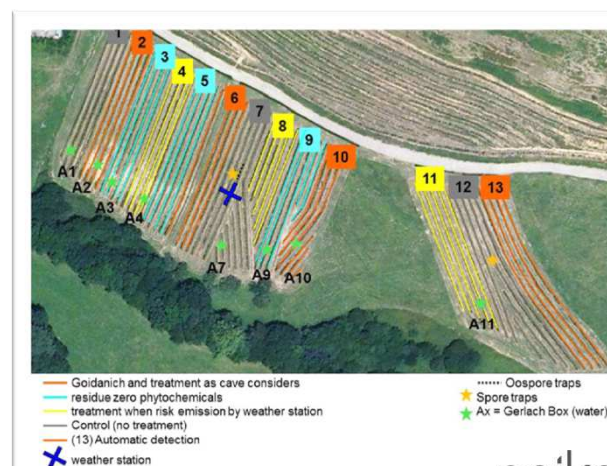 1
2
3
4
5
6
7
8
9
10
11
12
13
A1
A2
A3
A4
A7
A9
A10
A11
Goidanich and treatment as cave considers
residue zero phytochemicals
treatment when risk emission by weather station
Control (no treatment)
(13) Automatic detection
weather station
Oospore traps
Spore traps
Ax = Gerlach Box (water)